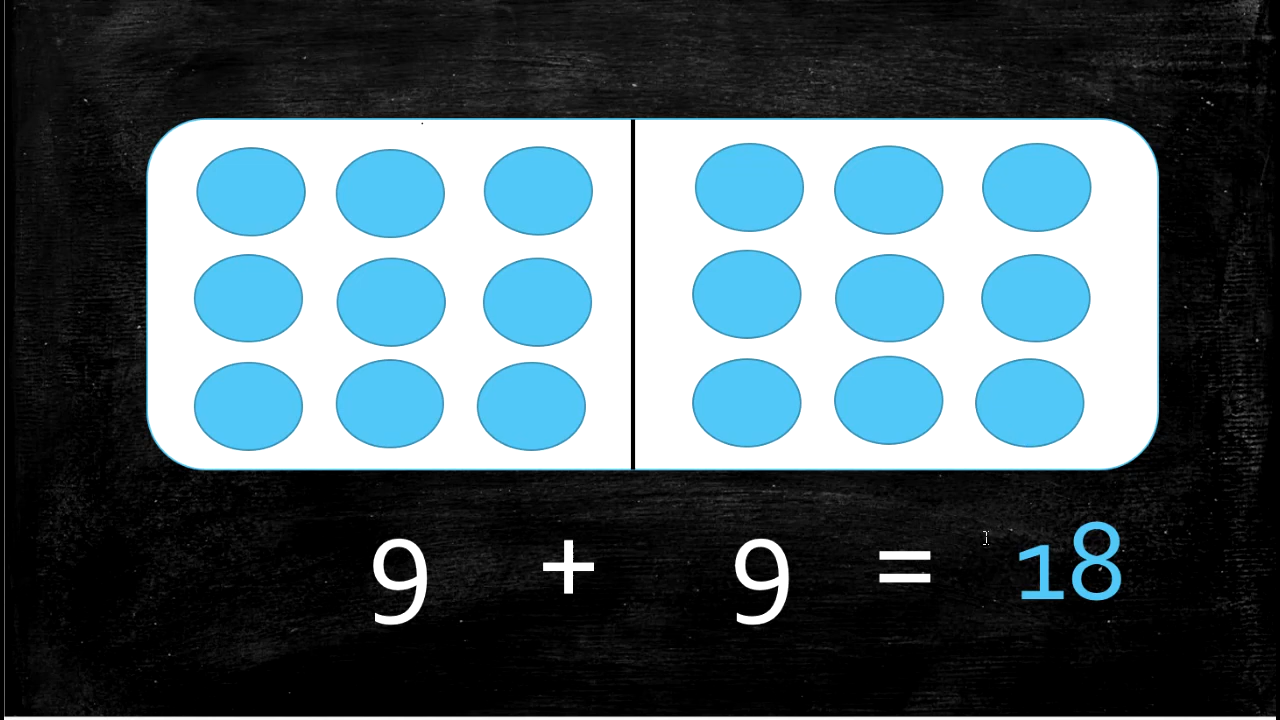 9 + 9 = 18